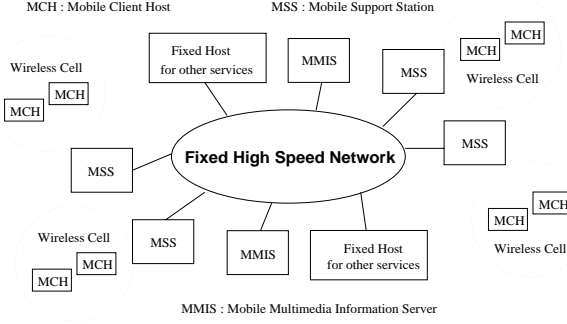 MCH : Mobile Client Host
MSS : Mobile Support Station
Fixed Host
for other services
MMIS
MSS
MCH
MCH
Wireless Cell
Wireless Cell
MCH
MCH
MSS
Fixed High Speed Network
MSS
MCH
MCH
Wireless Cell
Wireless Cell
MCH
MCH
MSS
MMIS
Fixed Host
for other services
MMIS : Mobile Multimedia Information Server